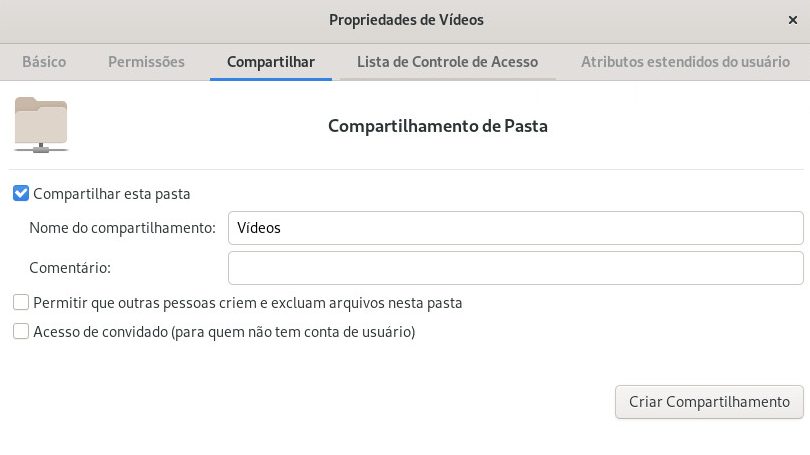 Propriedades de Vídeos
Básico Permissões Compartilhar Lista de Controle de Acesso Atributos estendidos do usuário
Compartilhamento de Pasta
Compartilhar esta pasta
Nome do compartilhamento: Vídeos
Comentário:
Permitir que outras pessoas criem e excluam arquivos nesta pasta
Acesso de convidado (para quem não tem conta de usuário)
Criar Compartilhamento